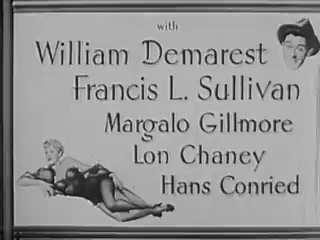 with
William Demarest
Francis L. Sullivan
Margalo Gillmore
Lon Chaney
Hans Conried